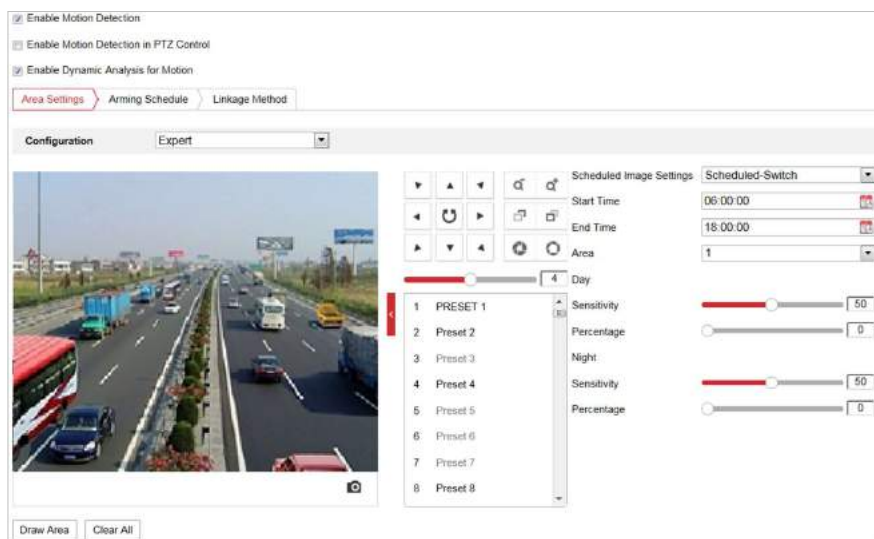 Enable Motion Detection
Enable Motion Detection in PTZ Control
Enable Dynamic Analysis for Motion
Area Settings
Arming Schedule
Linkage Method
Configuration
Expert
Scheduled Image Settings
Scheduled-Switch
Start Time
06:00:00
End Time
18:00:00
Area
1
4
Day
1 PRESET 1
2 Preset 2
3 Preset 3
4 Preset 4
5 Preset 5
6 Preset 6
7 Preset 7
8 Preset 8
Sensitivity
50
Percentage
0
Night
Sensitivity
50
Percentage
0
Draw Area
Clear All